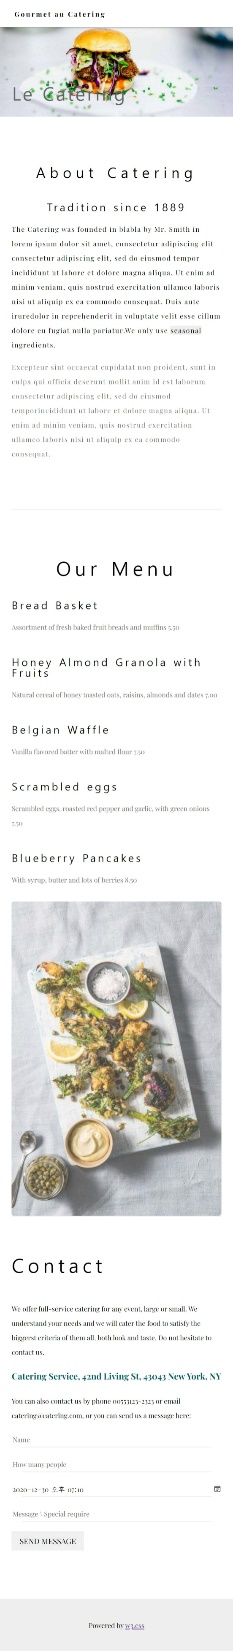 Gourmet au Catering
Le Catering
About Catering
Tradition since 1889
The Catering was founded in blabla by Mr. Smith in
lorem ipsum dolor sit amet, consectetur adipiscing elit
consectetur adipiscing elit, sed do eiusmod tempor
incididunt ut labore et dolore magna aliqua. Ut enim ad
minim veniam, quis nostrud exercitation ullamco laboris
nisi ut aliquip ex ea commodo consequat. Duis aute
iruredolor in reprehenderit in voluptate velit esse cillum
dolore eu fugiat nulla pariatur.We only use seasonal
ingredients.
Excepteur sint occaecat cupidatat non proident, sunt in
culpa qui officia deserunt mollit anim id est laborum
consectetur adipiscing elit, sed do eiusmod
temporincididunt ut labore et dolore magna aliqua. Ut
enim ad minim veniam, quis nostrud exercitation
ullamco laboris nisi ut aliquip ex ea commodo
consequat.
Our Menu
Bread Basket
Assortment of fresh baked fruit breads and muffins 5.50
Honey Almond Granola with
Fruits
Natural cereal of honey toasted oats, raisins, almonds and dates 7.00
Belgian Waffle
Vanilla flavored batter with malted flour 7.50
Scrambled eggs
Scrambled eggs, roasted red pepper and garlic, with green onions
7.50
Blueberry Pancakes
With syrup, butter and lots of berries 8.50
Contact
We offer full-service catering for any event, large or small. We
understand your needs and we will cater the food to satisfy the
biggerst criteria of them all, both look and taste. Do not hesitate to
contact us.
Catering Service, 42nd Living St, 43043 New York, NY
You can also contact us by phone 00553123-2323 or email
catering@catering.com, or you can send us a message here:
Name
How many people
2020-12-30 오후 07:10
Message \ Special require
SEND MESSAGE
Powered by w3.css